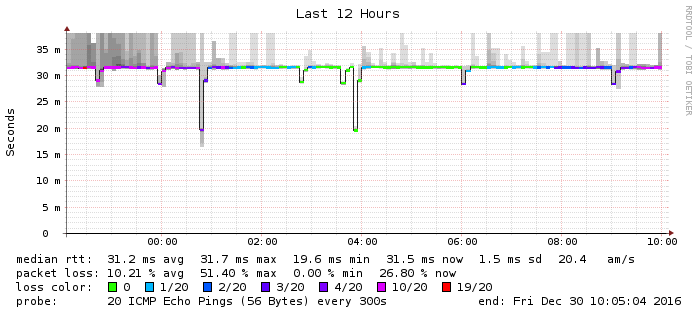 Last 12 Hours
RRDTOOL / TOBI OETIKER
Seconds
35 m
30 m
25 m
20 m
15 m
10 m
5 m
0
00:00 02:00 04:00 06:00 08:00 10:00
median rtt: 31.2 ms avg 31.7 ms max 19.6 ms min 31.5 ms now 1.5 ms sd 20.4 am/s
packet loss: 10.21 % avg 51.40 % max 0.00 % min 26.80 % now
loss color: 0 1/20 2/20 3/20 4/20 10/20 19/20
probe: 20 ICMP Echo Pings (56 Bytes) every 300s end: Fri Dec 30 10:05:04 2016